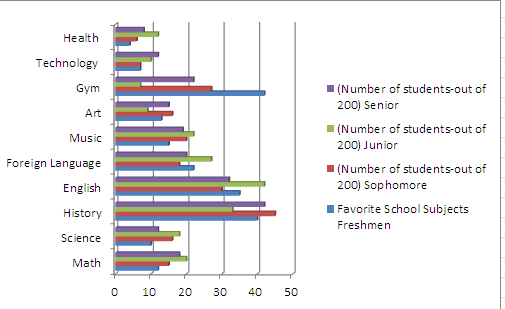 Health
Technology
Gym
Art
Music
Foreign Language
English
History
Science
Math
0 10 20 30 40 50
(Number of students-out of
200) Senior
(Number of students-out of
200) Junior
(Number of students-out of
200) Sophomore
Favorite School Subjects
Freshmen